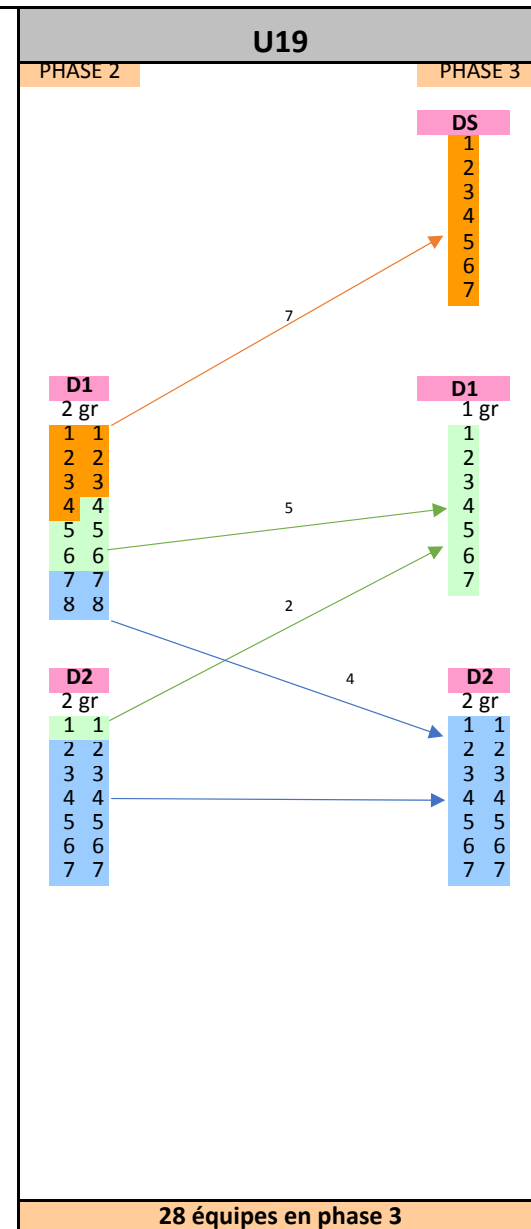 U19
PHASE 2 PHASE 3
DS
1
2
3
4
5
6
7
7
D1 D1
2 gr 1 gr
1 1 1
2 2 2
3 3 3
4 4 5 4
5 5 5
6 6 6
7 7 7
8 8 2
4
D2 D2
2 gr 2 gr
1 1 1 1
2 2 2 2
3 3 3 3
4 4 4 4
5 5 5 5
6 6 6 6
7 7 7 7
28 équipes en phase 3